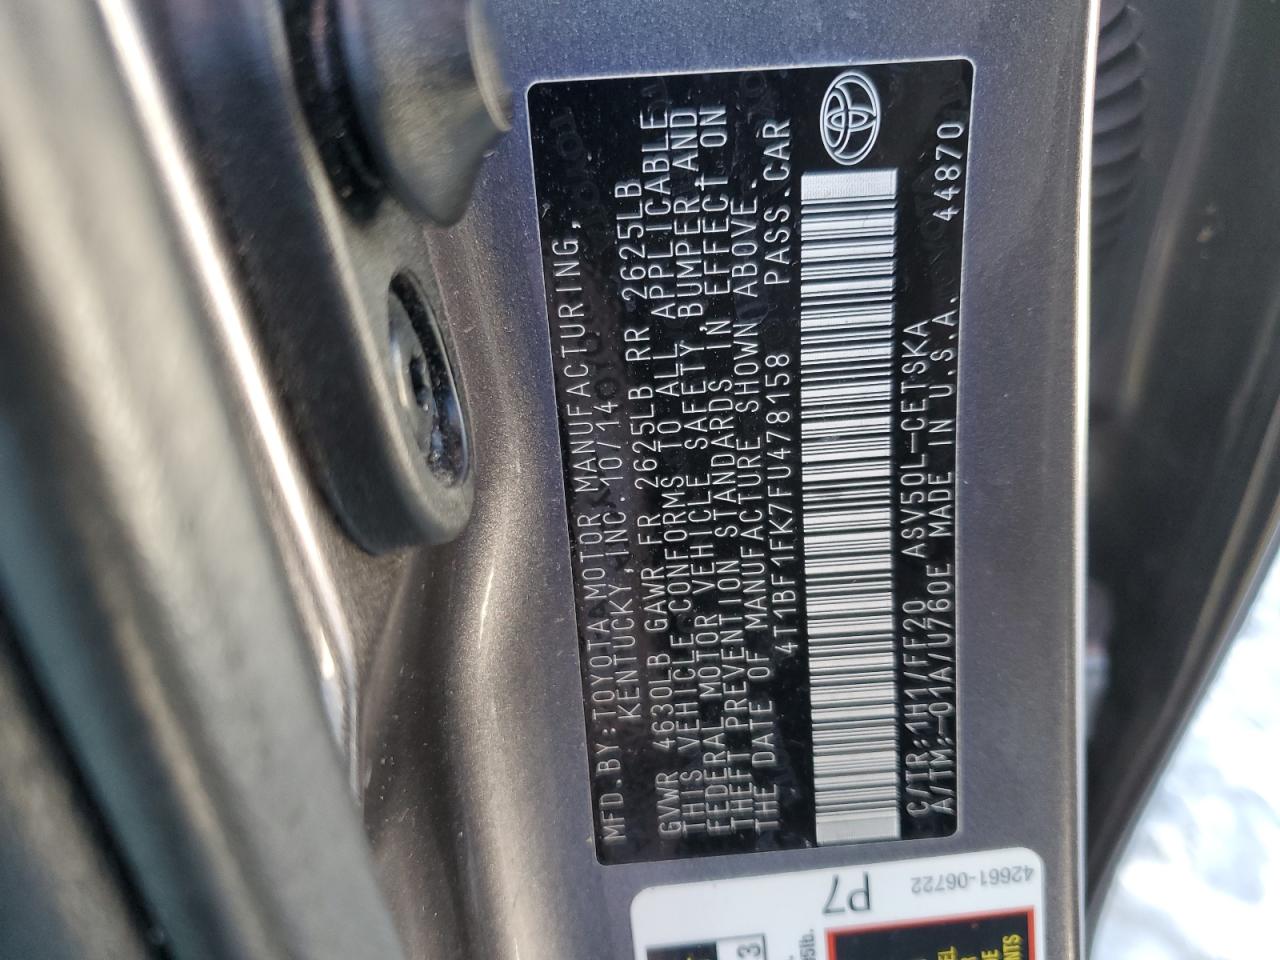 MFD.BY:TOYOTA MOTOR MANUFACTURING,
KENTUCKY,INC.10/14
GVWR 4630LB GAWR FR 2625LB RR 2625LB
THIS VEHICLE CONFORMS TO ALL APPLICABLE
FEDERAL MOTOR VEHICLE SAFETY,BUMPER,AND
THEFT PREVENTION STANDARDS IN EFFECT ON
THE DATE OF MANUFACTURE SHOWN ABOVE.
4T1BF1FK7FU478158 PASS.CAR
C/TR:1H1/FF20 ASV50L-CETSKA
A/TM:-01A/U760E MADE IN U.S.A. 44870
42661-06722
P7
3